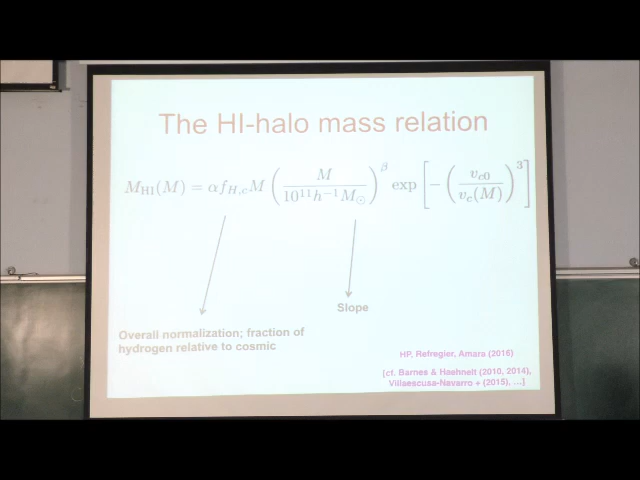 The HI-halo mass relation
M_HI(M) = α f_H,c M ( M / 10^11 h^-1 M_⊙ )^β exp [ - ( v_c0 / v_c(M) )^3 ]
Slope
Overall normalization; fraction of
hydrogen relative to cosmic
HP, Refregier, Amara (2016)
[cf. Barnes & Haehnelt (2010, 2014),
Villaescusa-Navarro + (2015), ...]